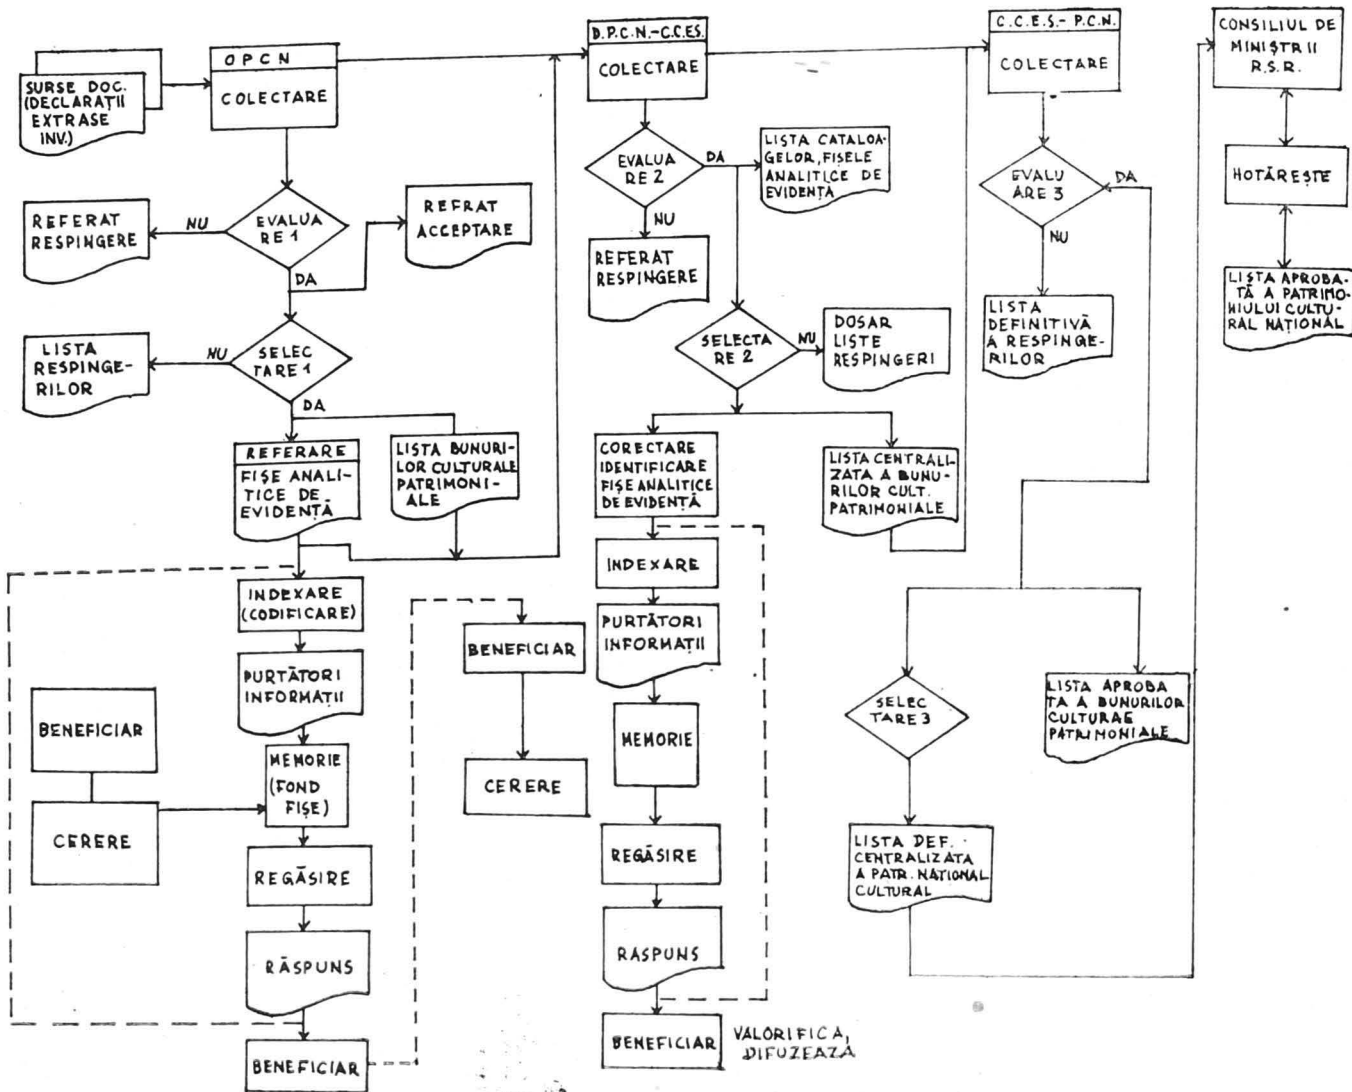 SURSE DOC.
(DECLARAȚII
EXTRASE
INV.)
OPCN
COLECTARE
EVALUA
RE 1
NU
REFERAT
RESPINGERE
REFRAT
ACCEPTARE
DA
SELEC
TARE 1
NU
LISTA
RESPINGE-
RILOR
DA
REFERARE
FIȘE ANALI-
TICE DE
EVIDENȚĂ
LISTA BUNURI-
LOR CULTURALE
PATRIMONI-
ALE
INDEXARE
(CODIFICARE)
PURTĂTORI
INFORMAȚII
BENEFICIAR
CERERE
MEMORIE
(FOND
FIȘE)
REGĂSIRE
RĂSPUNS
BENEFICIAR
D.P.C.N.-C.C.E.S.
COLECTARE
EVALUA
RE 2
DA
LISTA CATALOA-
GELOR, FIȘELE
ANALITICE DE
EVIDENȚA
NU
REFERAT
RESPINGERE
SELECTA
RE 2
NU
DOSAR
LISTE
RESPINGERI
CORECTARE
IDENTIFICARE
FIȘE ANALITICE
DE EVIDENȚĂ
LISTA CENTRALI-
ZATA A BUNU-
RILOR CULT.
PATRIMONIALE
INDEXARE
PURTĂTORI
INFORMAȚII
BENEFICIAR
CERERE
MEMORIE
REGĂSIRE
RASPUNS
BENEFICIAR
VALORIFICA,
DIFUZEAZĂ
C.C.E.S.-P.C.N.
COLECTARE
EVALU
ARE 3
DA
NU
LISTA
DEFINITIVĂ
A RESPINGE-
RILOR
SELEC
TARE 3
LISTA APROBA
TA A BUNURILOR
CULTURAE
PATRIMONIALE
LISTA DEF.
CENTRALIZATA
A PATR. NATIONAL
CULTURAL
CONSILIUL DE
MINIȘTRII
R.S.R.
HOTĂREȘTE
LISTA APROBA-
TĂ A PATRIMO-
NIULUI CULTU-
RAL NAȚIONAL